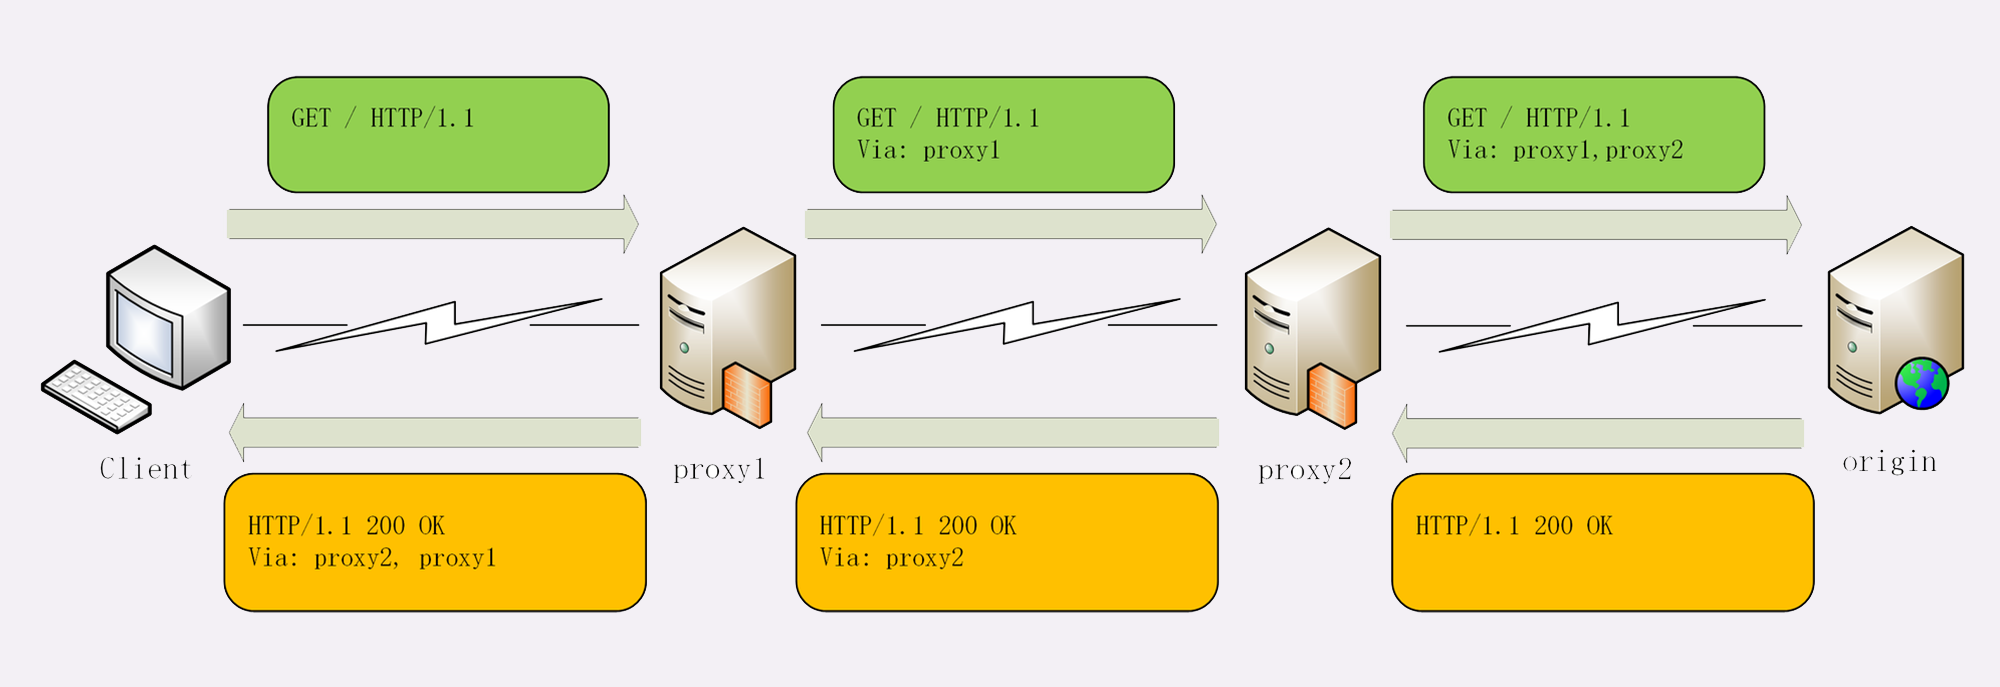 GET / HTTP/1.1
GET / HTTP/1.1
Via: proxy1
GET / HTTP/1.1
Via: proxy1,proxy2
Client
proxy1
proxy2
origin
HTTP/1.1 200 OK
Via: proxy2, proxy1
HTTP/1.1 200 OK
Via: proxy2
HTTP/1.1 200 OK